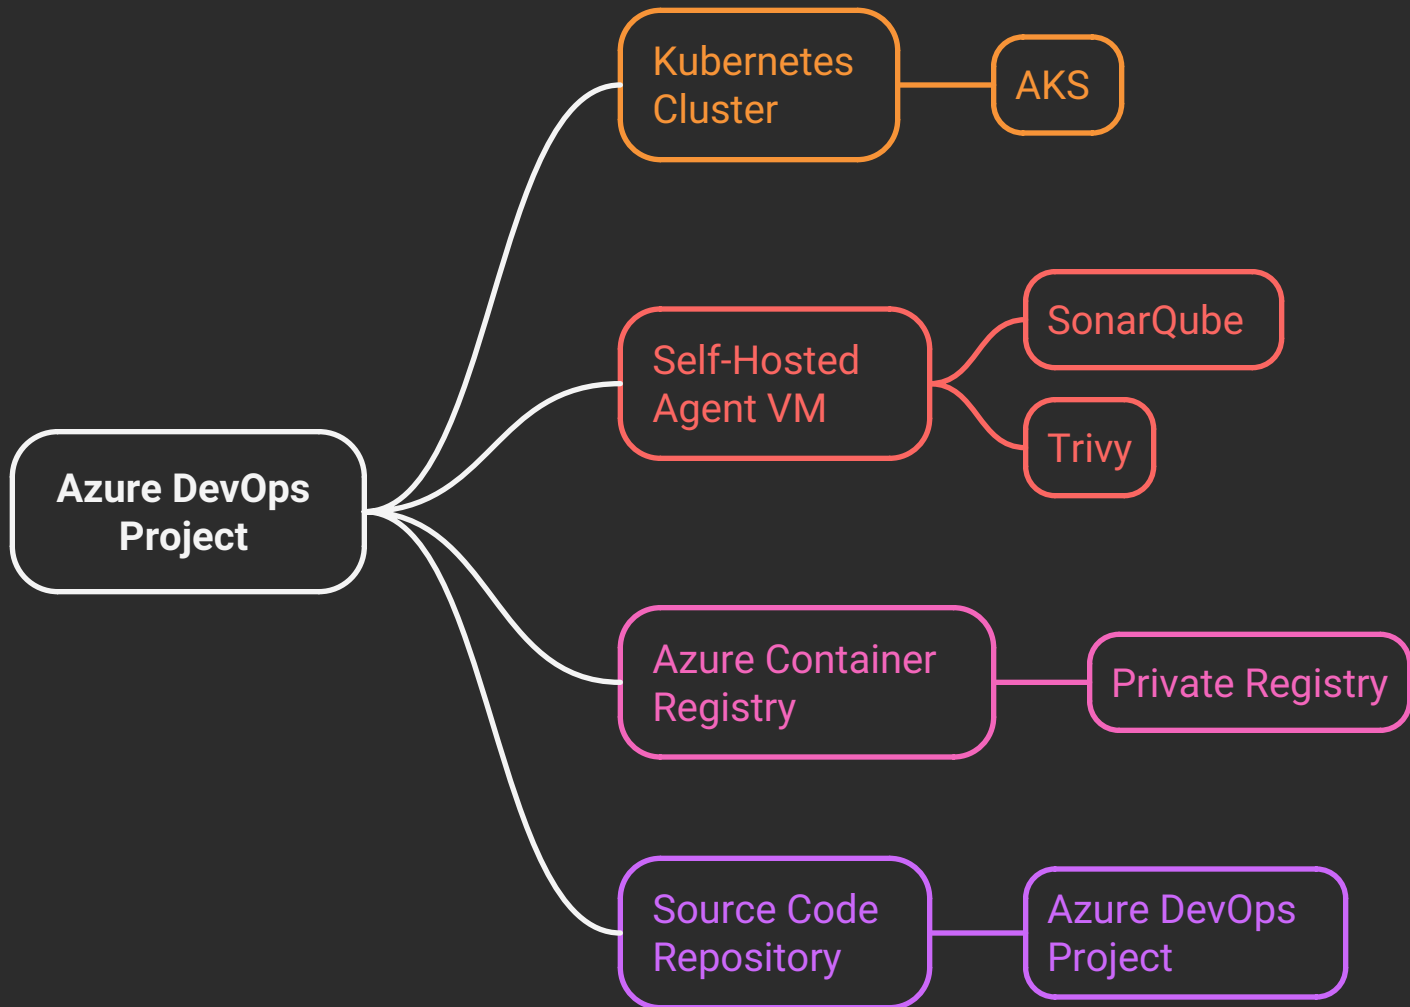 Kubernetes
Cluster
AKS
Self-Hosted
Agent VM
SonarQube
Trivy
Azure DevOps
Project
Azure Container
Registry
Private Registry
Source Code
Repository
Azure DevOps
Project